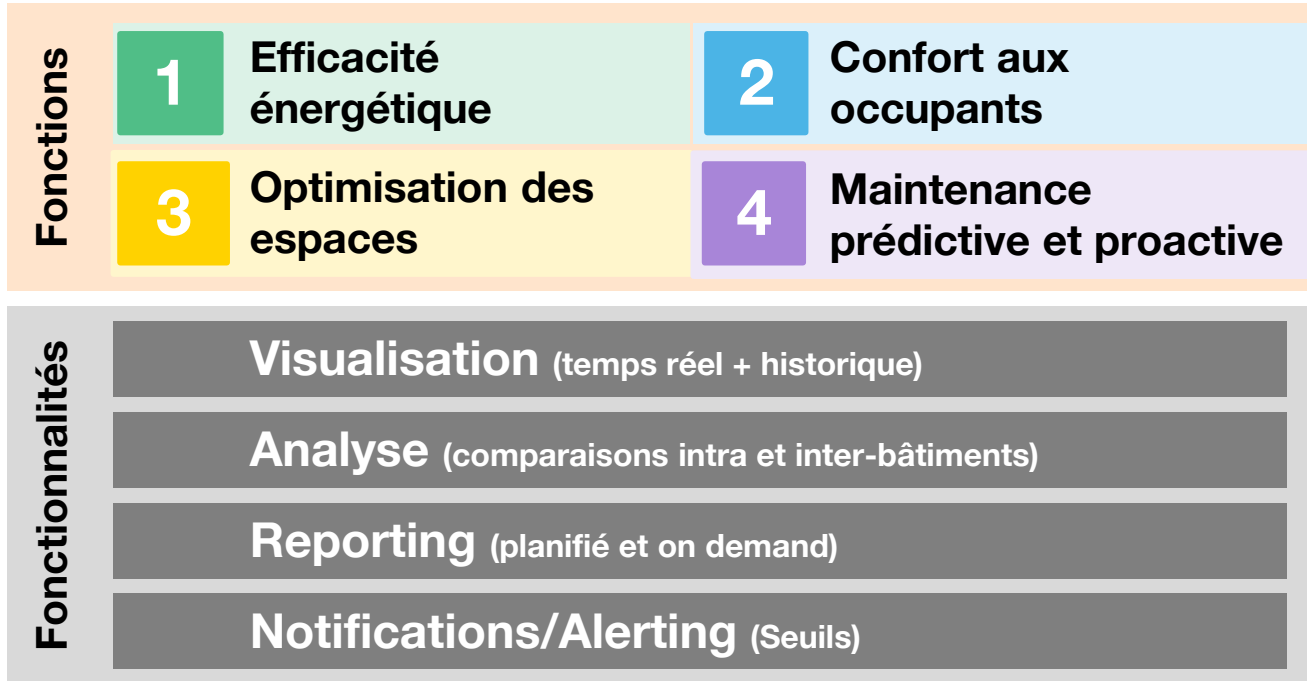 Fonctions
1
Efficacité
énergétique
2
Confort aux
occupants
3
Optimisation des
espaces
4
Maintenance
prédictive et proactive
Fonctionnalités
Visualisation (temps réel + historique)
Analyse (comparaisons intra et inter-bâtiments)
Reporting (planifié et on demand)
Notifications/Alerting (Seuils)